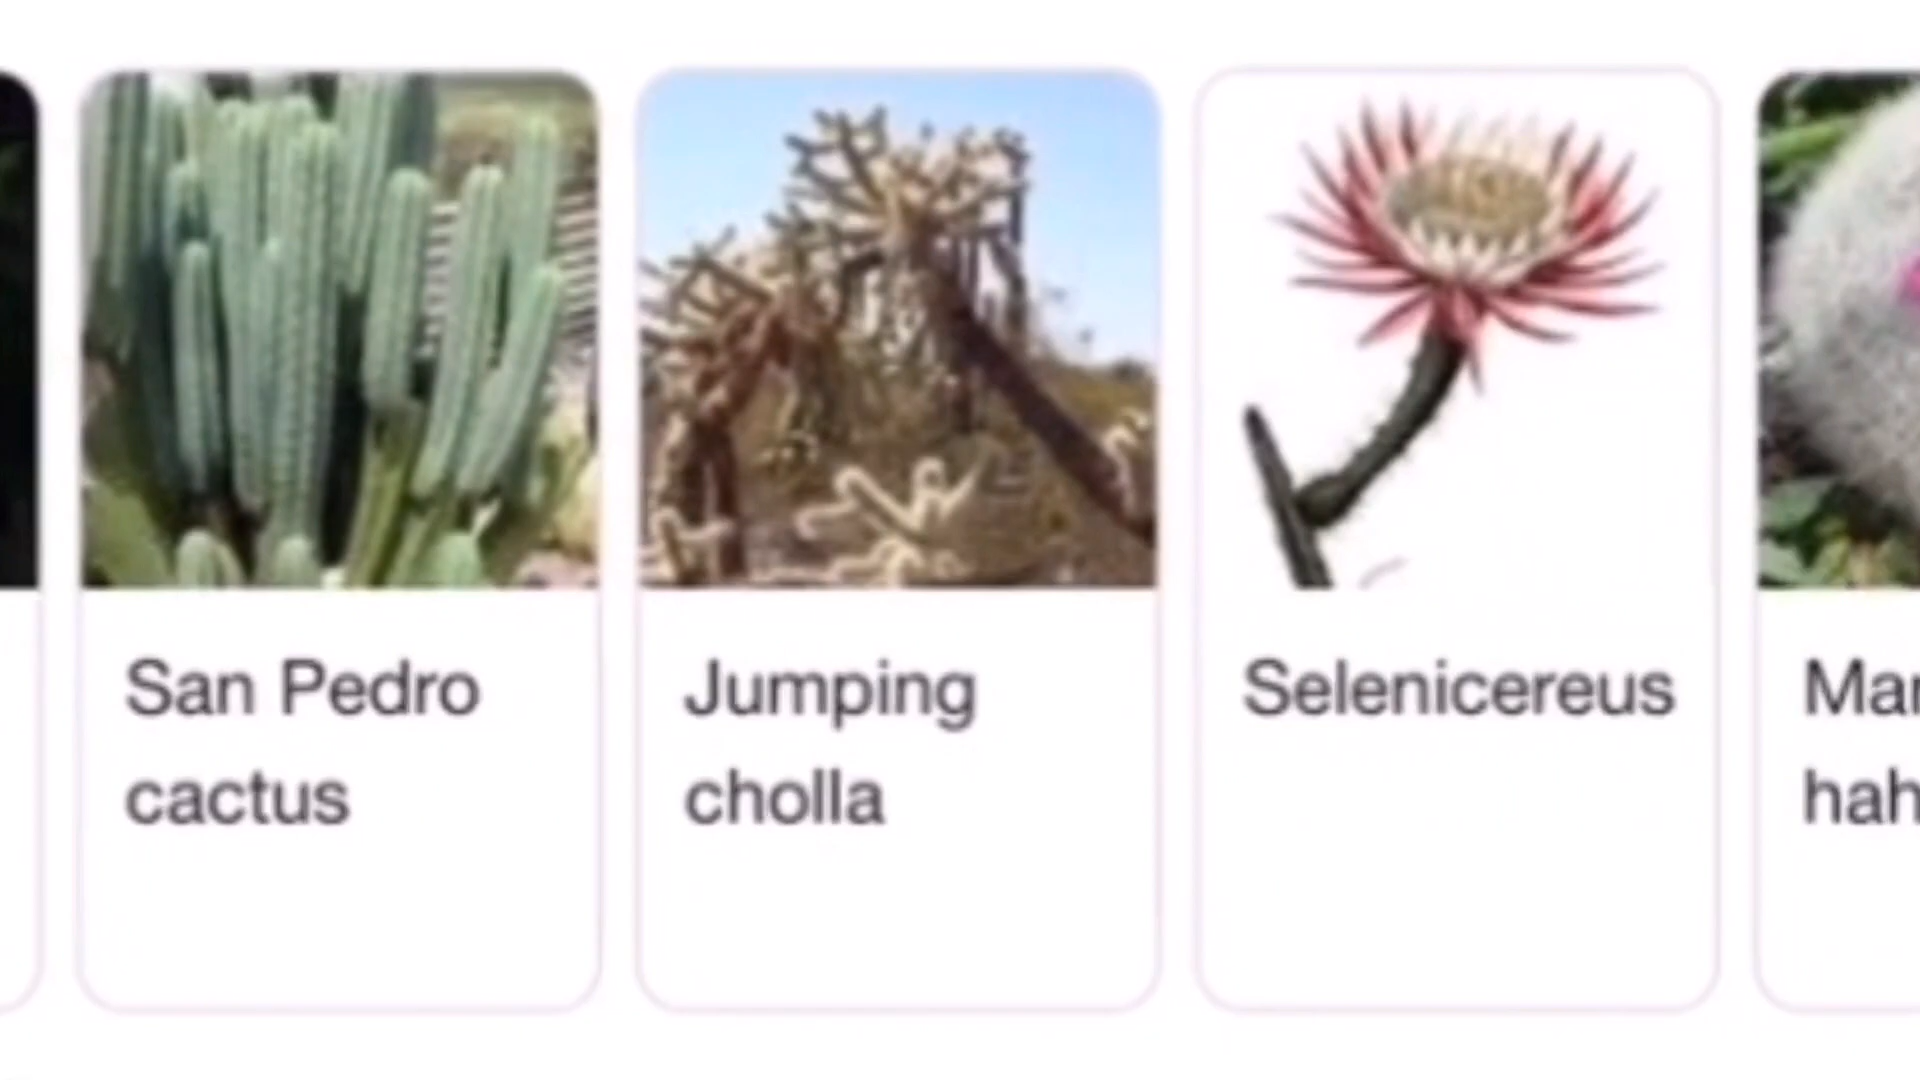 San Pedro
cactus
Jumping
cholla
Selenicereus